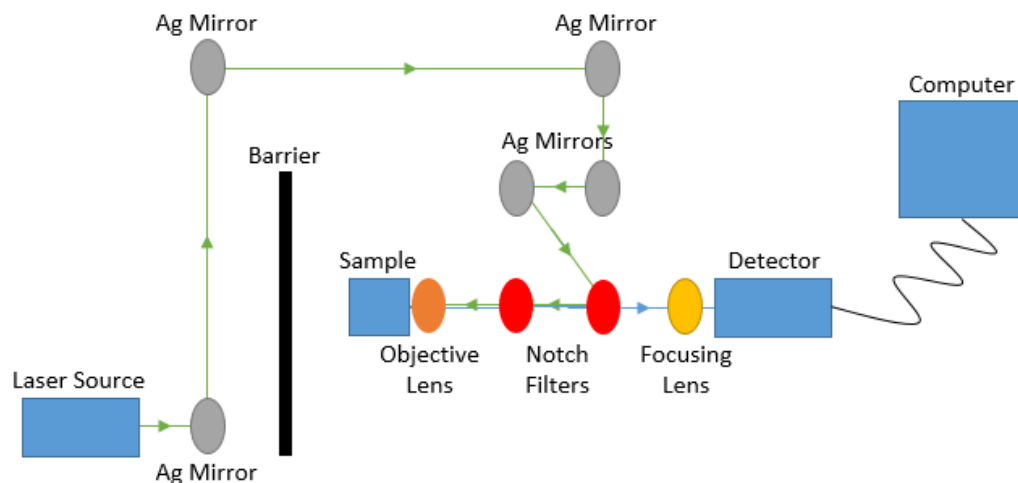 Ag Mirror
Ag Mirror
Computer
Ag Mirrors
Barrier
Sample
Detector
Objective
Lens
Notch
Filters
Focusing
Lens
Laser Source
Ag Mirror